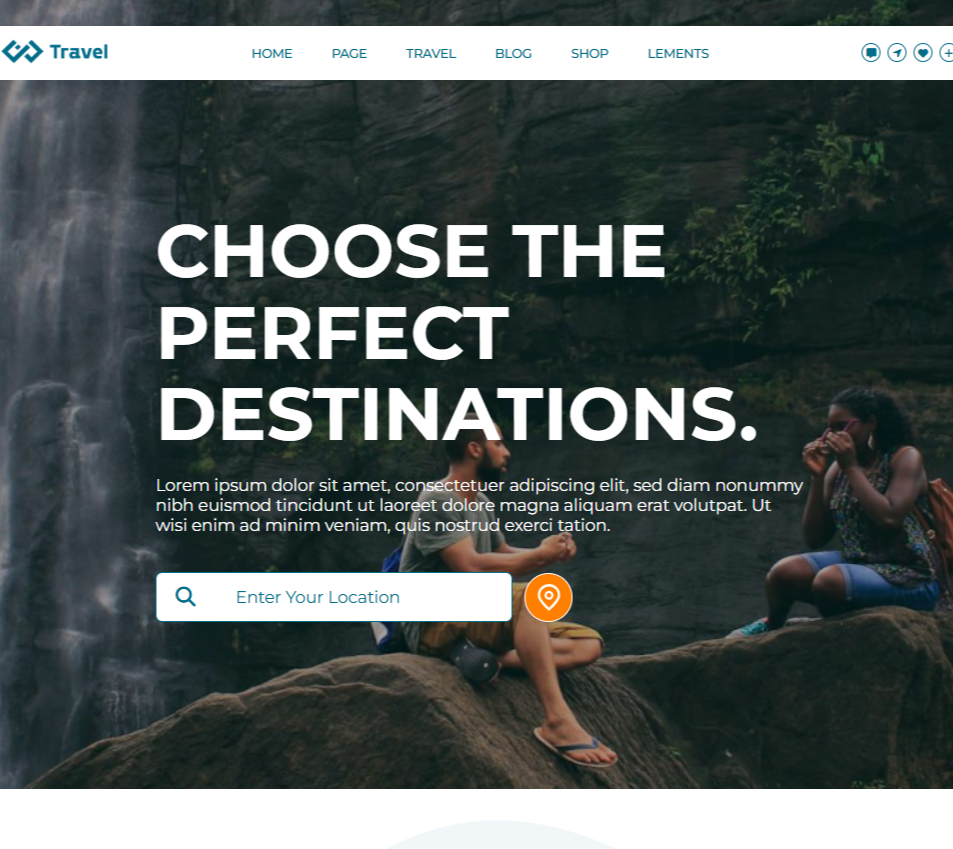 Travel
HOME PAGE TRAVEL BLOG SHOP LEMENTS
CHOOSE THE
PERFECT
DESTINATIONS.
Lorem ipsum dolor sit amet, consectetuer adipiscing elit, sed diam nonummy
nibh euismod tincidunt ut laoreet dolore magna aliquam erat volutpat. Ut
wisi enim ad minim veniam, quis nostrud exerci tation.
Enter Your Location